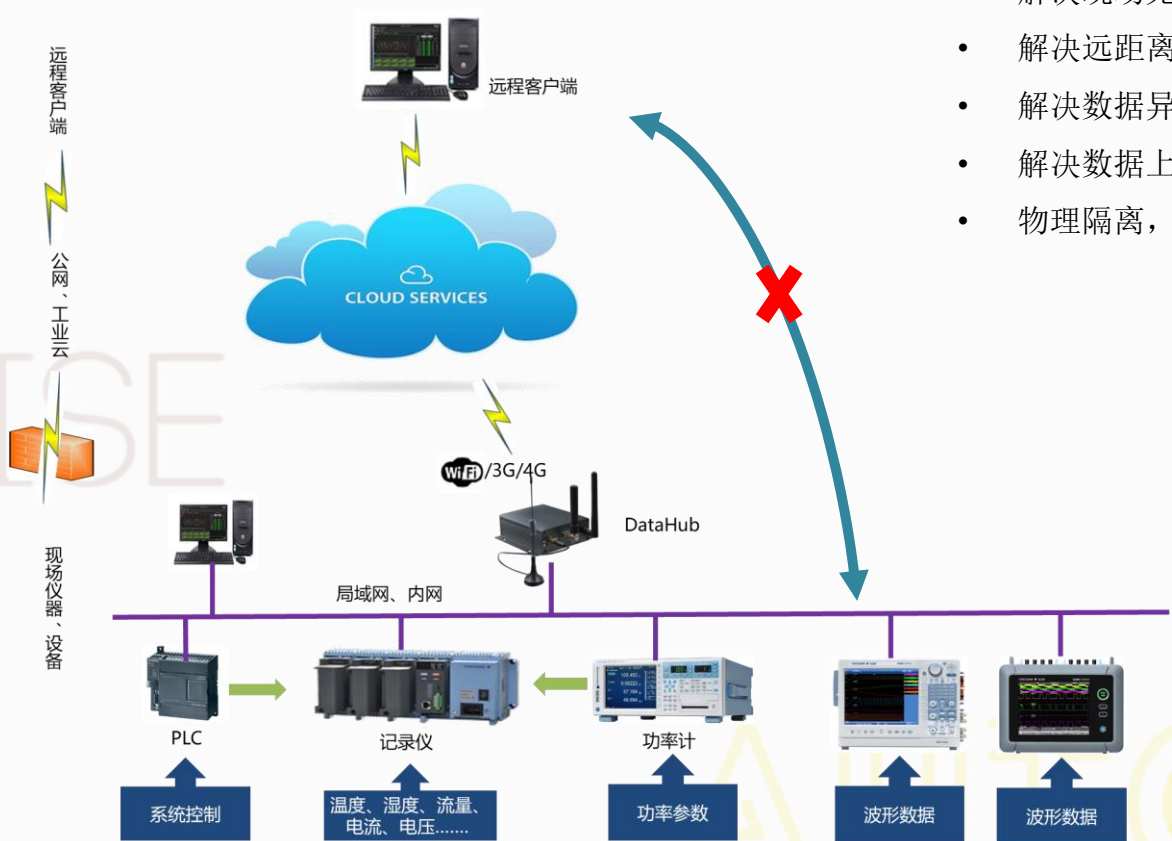 解决远距离
解决数据异
解决数据上
物理隔离，
远程客户端
远程客户端
公网、工业云
CLOUD SERVICES
ISE
WiFi/3G/4G
DataHub
现场仪器、设备
局域网、内网
PLC
记录仪
功率计
系统控制
温度、湿度、流量、
电流、电压.......
功率参数
波形数据
波形数据